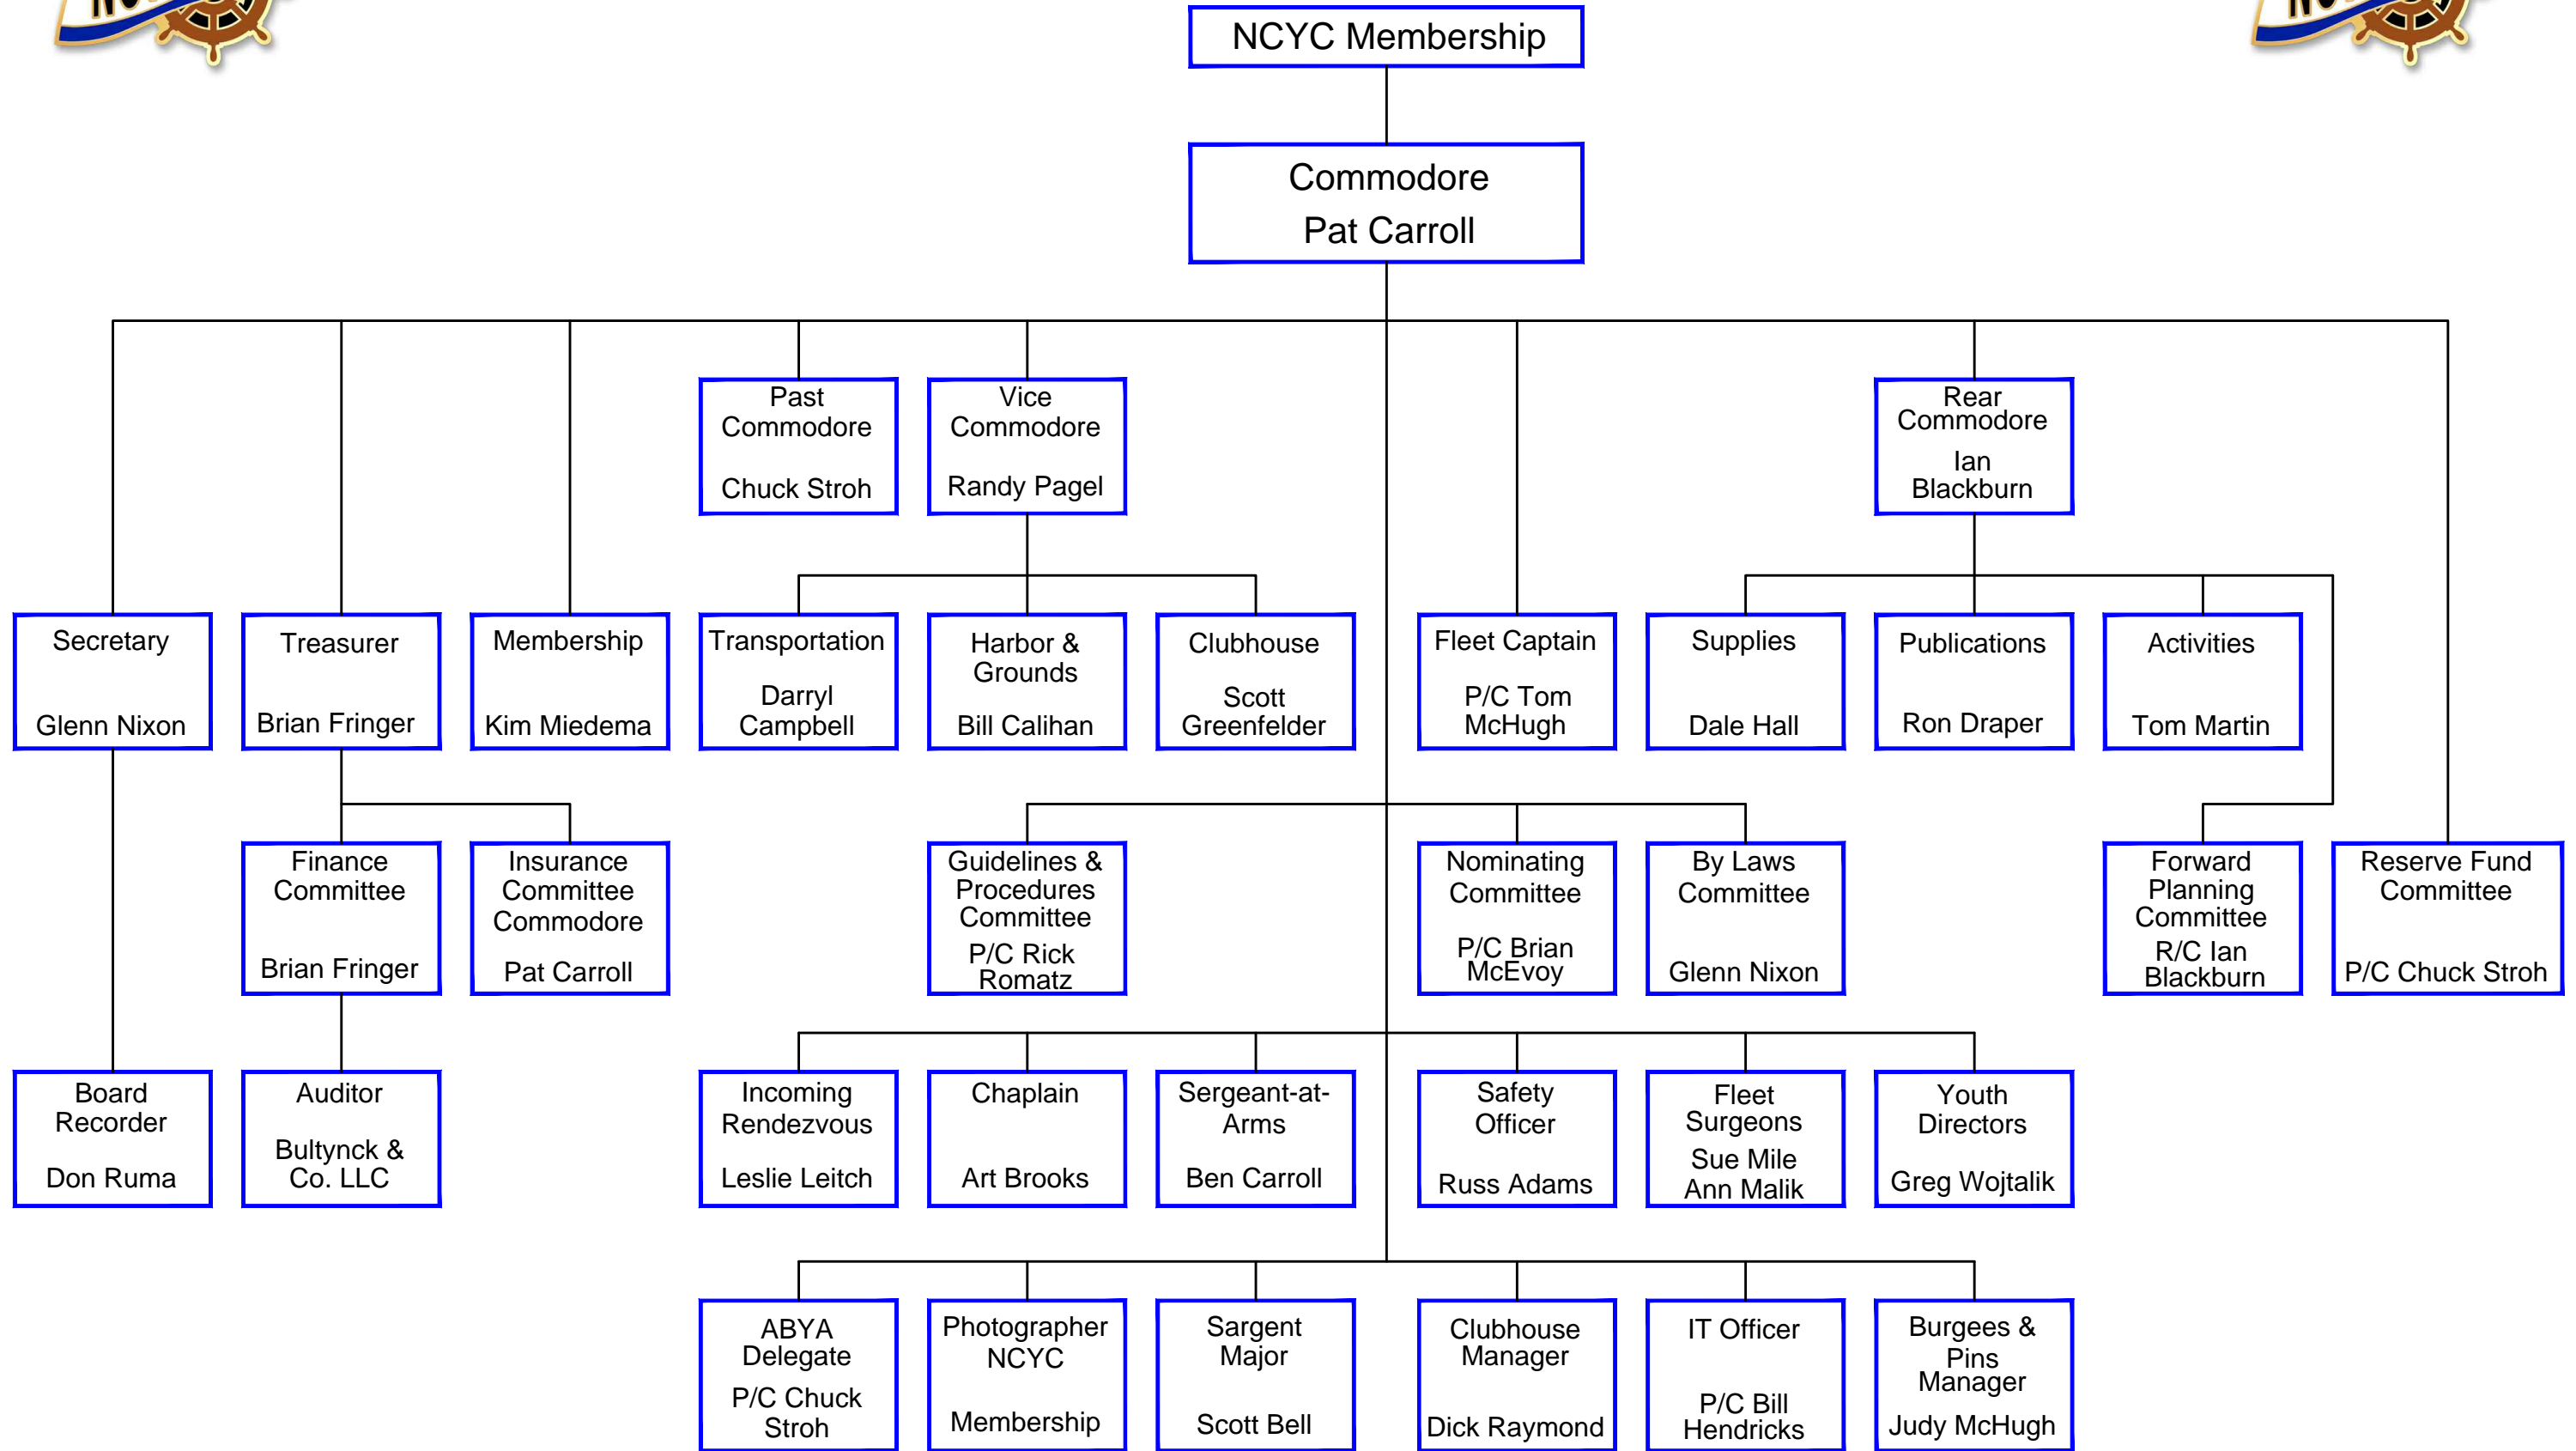 NCYC Membership
Commodore
Pat Carroll
Past
Commodore
Chuck Stroh
Vice
Commodore
Randy Pagel
Rear
Commodore
Ian
Blackburn
Secretary
Glenn Nixon
Treasurer
Brian Fringer
Membership
Kim Miedema
Transportation
Darryl
Campbell
Harbor &
Grounds
Bill Calihan
Clubhouse
Scott
Greenfelder
Fleet Captain
P/C Tom
McHugh
Supplies
Dale Hall
Publications
Ron Draper
Activities
Tom Martin
Finance
Committee
Brian Fringer
Insurance
Committee
Commodore
Pat Carroll
Guidelines &
Procedures
Committee
P/C Rick
Romatz
Nominating
Committee
P/C Brian
McEvoy
By Laws
Committee
Glenn Nixon
Forward
Planning
Committee
R/C Ian
Blackburn
Reserve Fund
Committee
P/C Chuck Stroh
Board
Recorder
Don Ruma
Auditor
Bultynck &
Co. LLC
Incoming
Rendezvous
Leslie Leitch
Chaplain
Art Brooks
Sergeant-at-
Arms
Ben Carroll
Safety
Officer
Russ Adams
Fleet
Surgeons
Sue Mile
Ann Malik
Youth
Directors
Greg Wojtalik
ABYA
Delegate
P/C Chuck
Stroh
Photographer
NCYC
Membership
Sargent
Major
Scott Bell
Clubhouse
Manager
Dick Raymond
IT Officer
P/C Bill
Hendricks
Burgees &
Pins
Manager
Judy McHugh